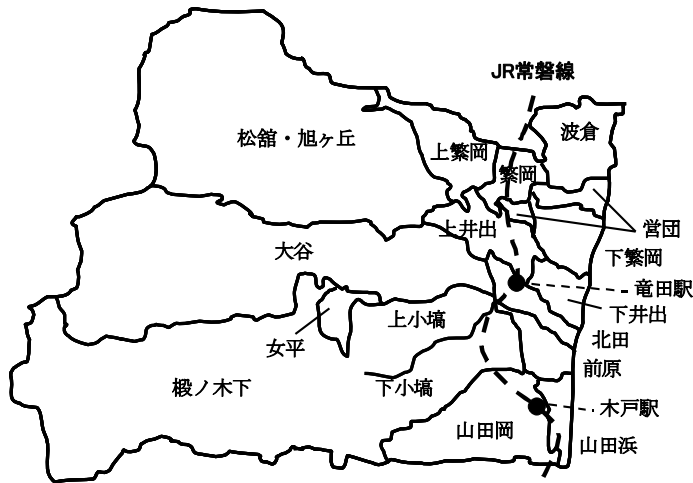 JR常磐線
波倉
松舘・旭ヶ丘
上繁岡
繁岡
上井出
営団
大谷
下繁岡
竜田駅
上小塙
下井出
女平
北田
前原
椴ノ木下
下小塙
木戸駅
山田岡
山田浜